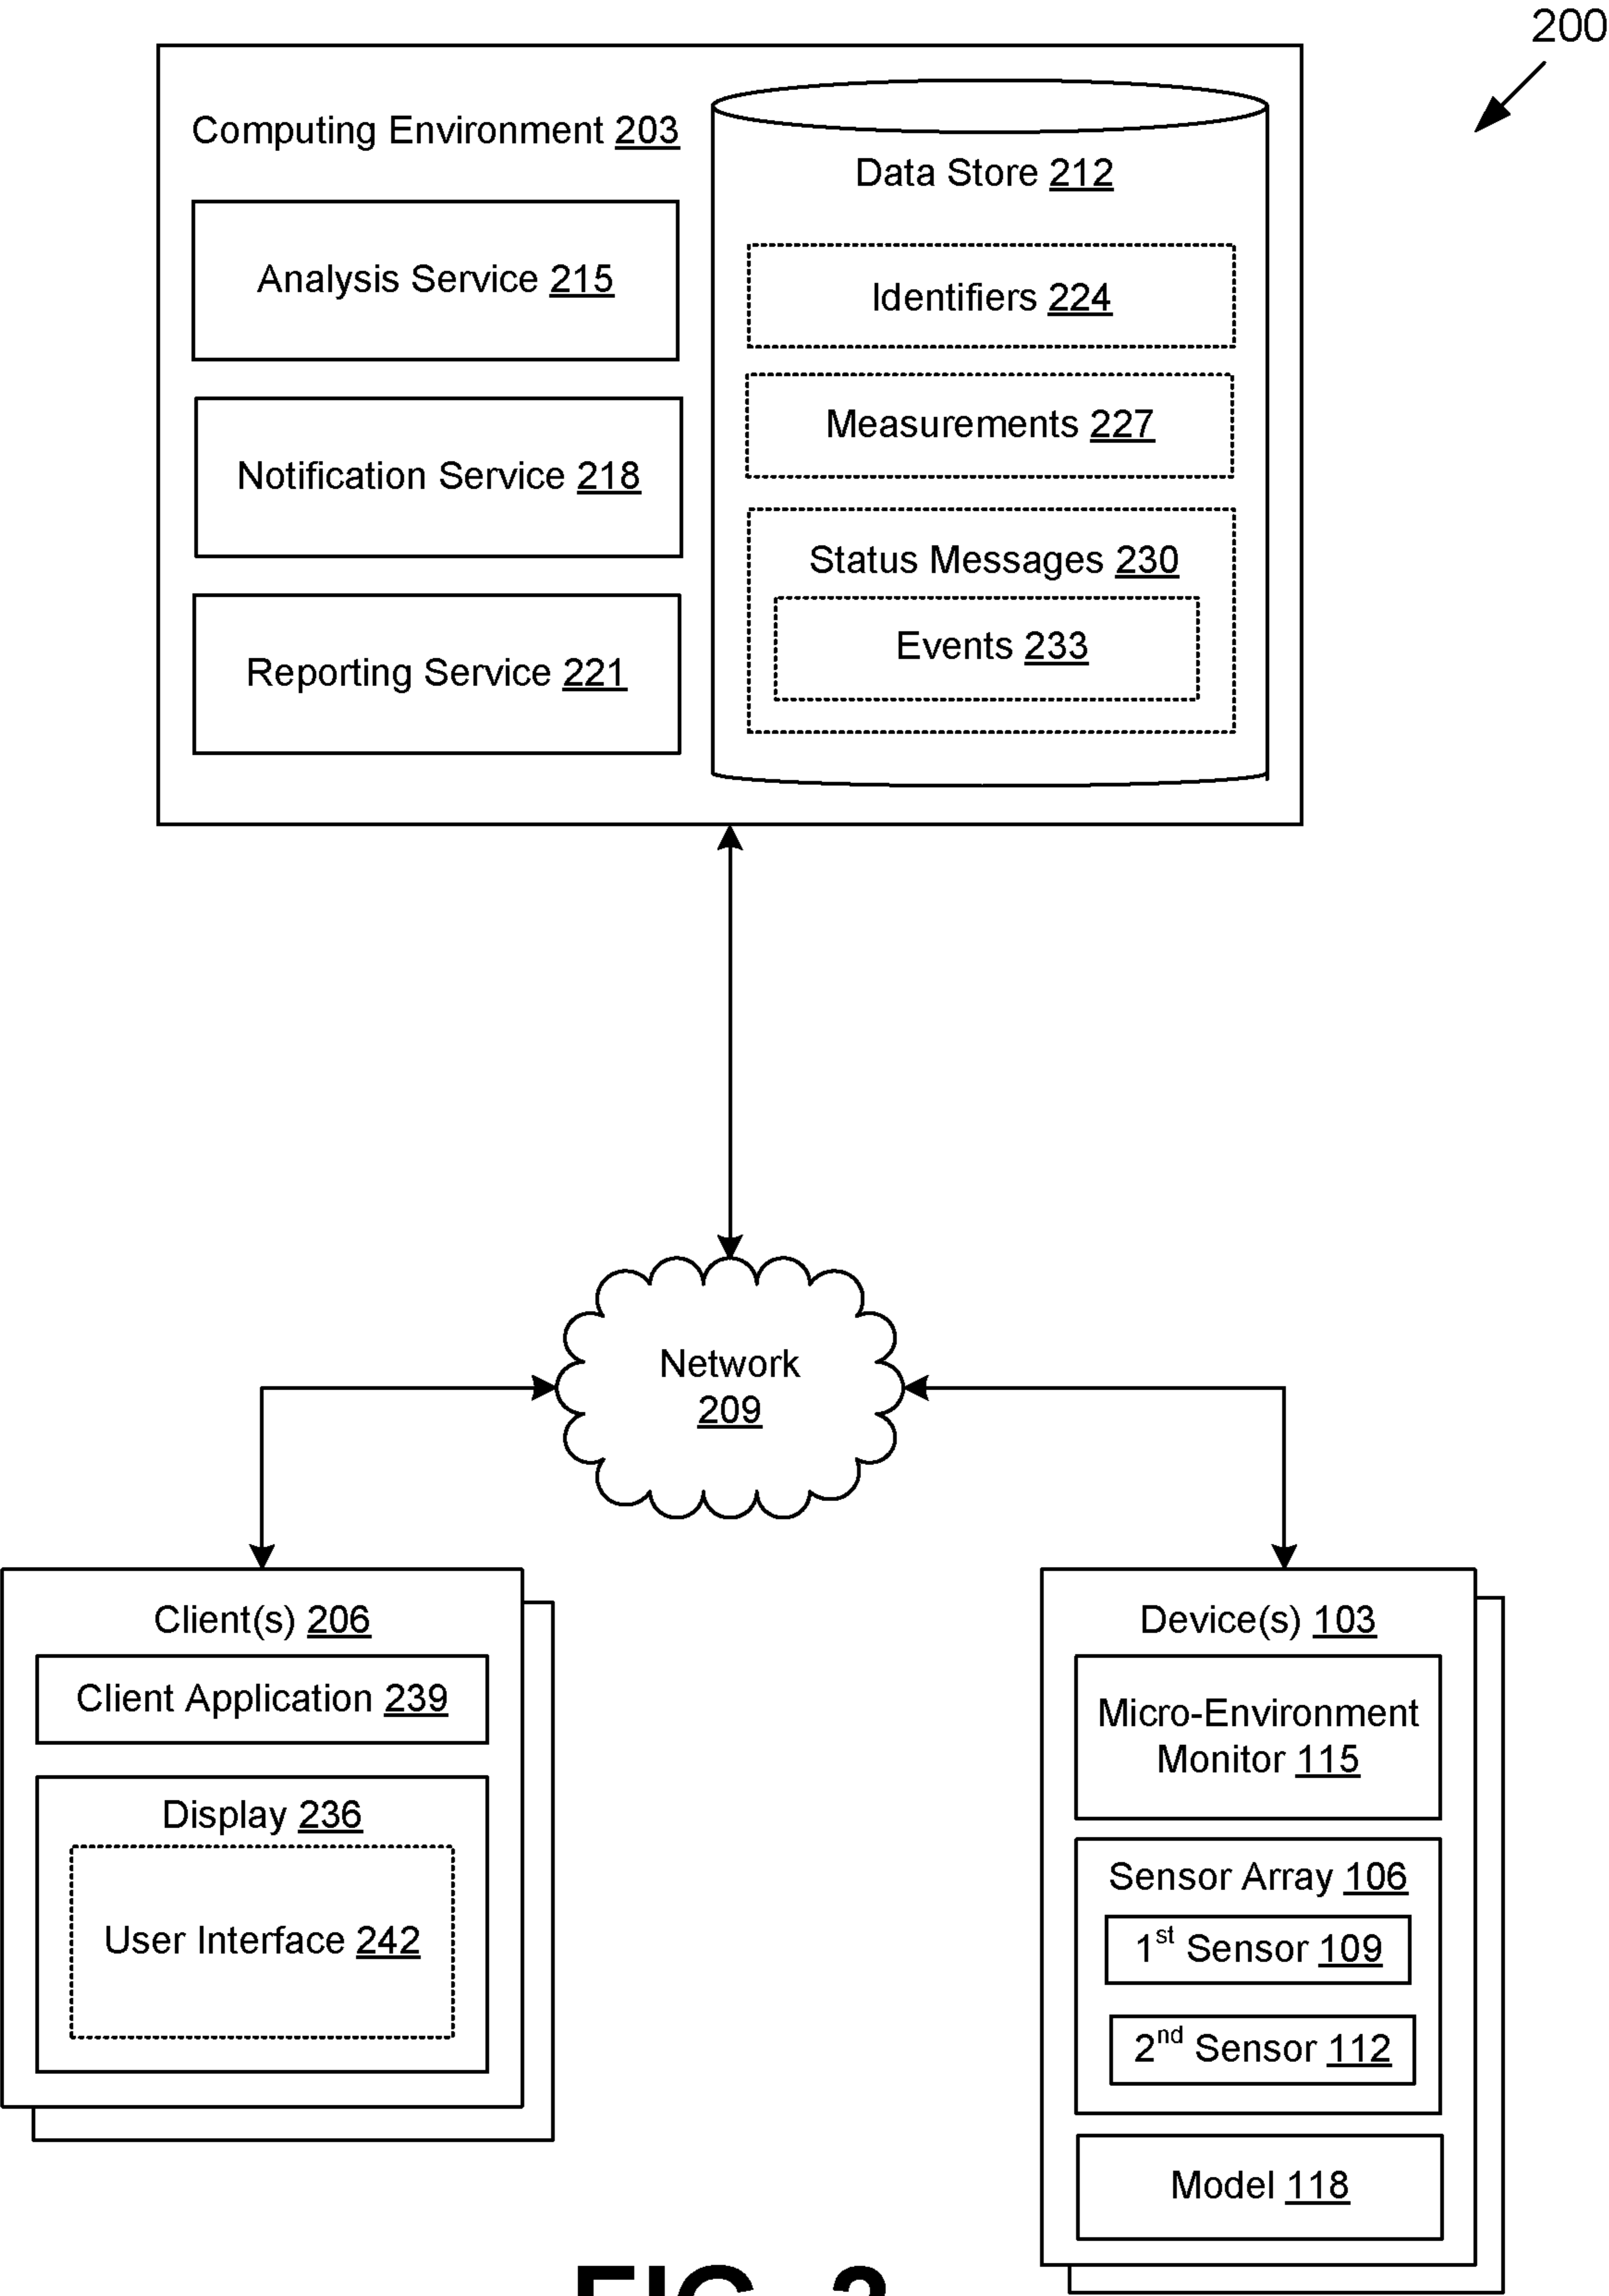 200
Computing Environment 203
Analysis Service 215
Notification Service 218
Reporting Service 221
Data Store 212
Identifiers 224
Measurements 227
Status Messages 230
Events 233
Network
209
Client(s) 206
Client Application 239
Display 236
User Interface 242
Device(s) 103
Micro-Environment
Monitor 115
Sensor Array 106
1st Sensor 109
2nd Sensor 112
Model 118